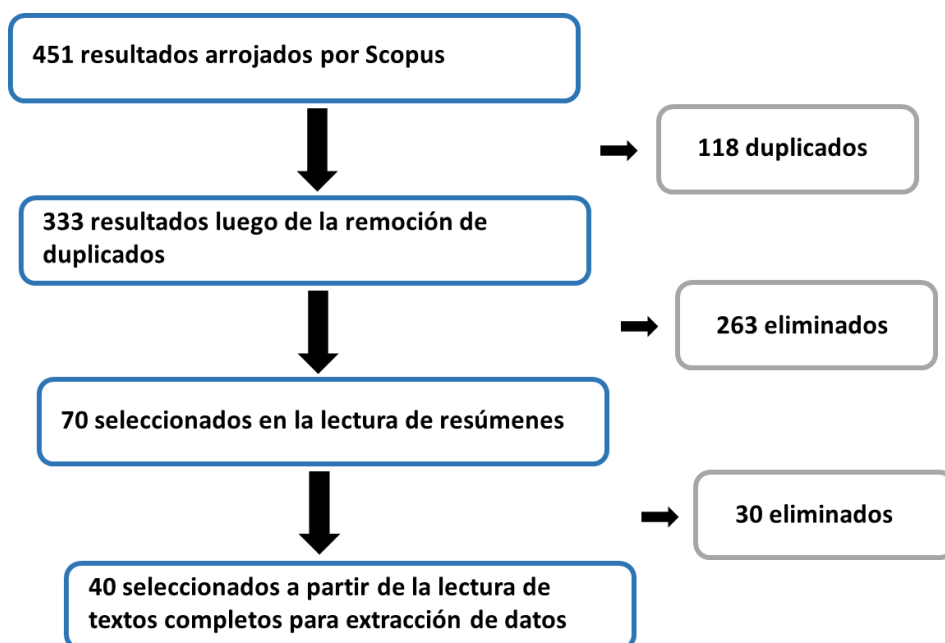 451 resultados arrojados por Scopus
118 duplicados
333 resultados luego de la remoción de
duplicados
263 eliminados
70 seleccionados en la lectura de resúmenes
30 eliminados
40 seleccionados a partir de la lectura de
textos completos para extracción de datos